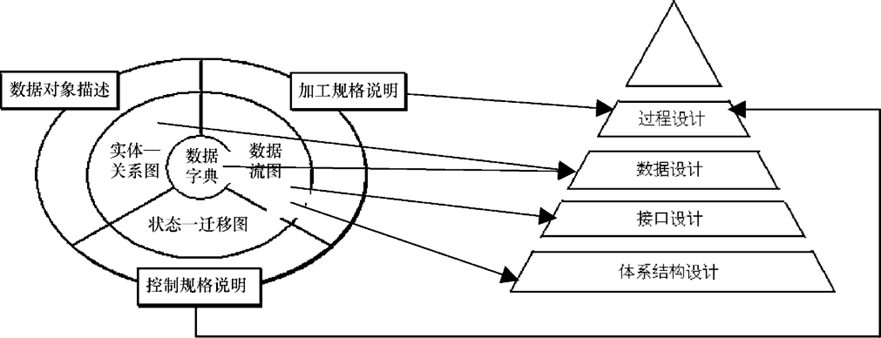 数据对象描述
加工规格说明
实体—
关系图
数据
字典
数据
流图
状态一迁移图
控制规格说明
过程设计
数据设计
接口设计
体系结构设计